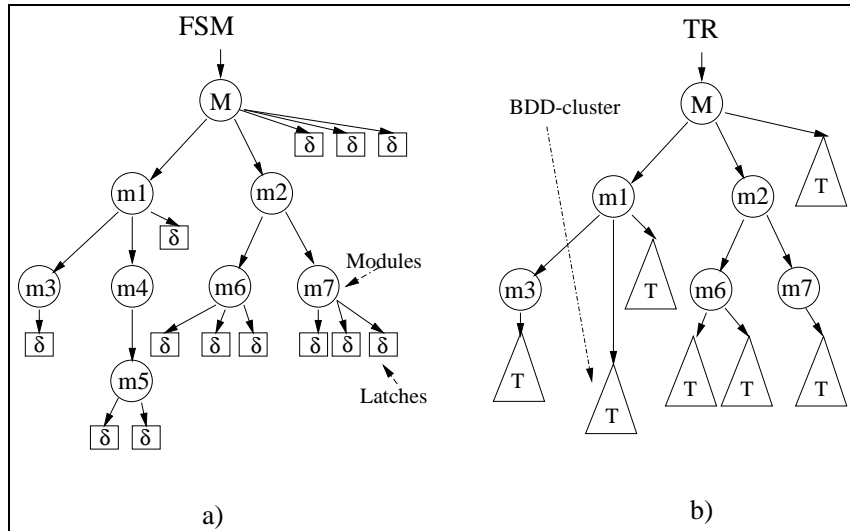 FSM
M
δ δ δ
m1 m2
δ
m3 m4 m6 m7
Modules
δ δ δ δ δ δ δ
m5
Latches
δ δ
a)
TR
M
BDD-cluster
T
m1 m2
m3 T m6 m7
T T T T T
b)